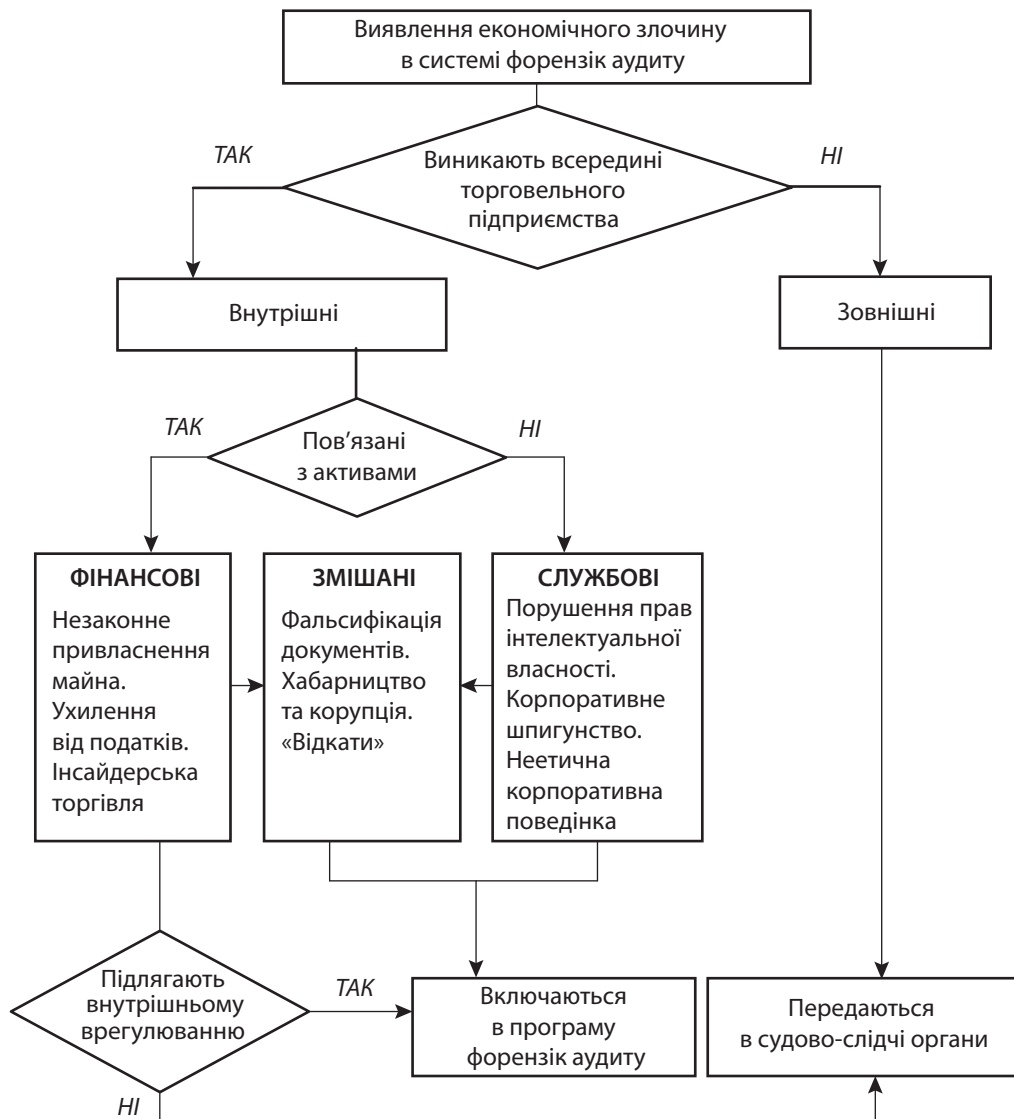 Виявлення економічного злочину
в системі форензік аудиту
ТАК
НІ
Виникають всередині
торговельного
підприємства
Внутрішні
Зовнішні
ТАК
НІ
Пов’язані
з активами
ФІНАНСОВІ
Незаконне
привласнення
майна.
Ухилення
від податків.
Інсайдерська
торгівля
ЗМІШАНІ
Фальсифікація
документів.
Хабарництво
та корупція.
«Відкати»
СЛУЖБОВІ
Порушення прав
інтелектуальної
власності.
Корпоративне
шпигунство.
Неетична
корпоративна
поведінка
Підлягають
внутрішньому
врегулюванню
ТАК
НІ
Включаються
в програму
форензік аудиту
Передаються
в судово-слідчі органи